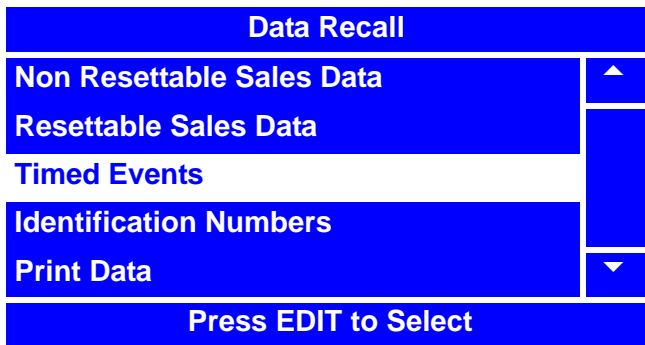 Data Recall
Non Resettable Sales Data
Resettable Sales Data
Timed Events
Identification Numbers
Print Data
Press EDIT to Select